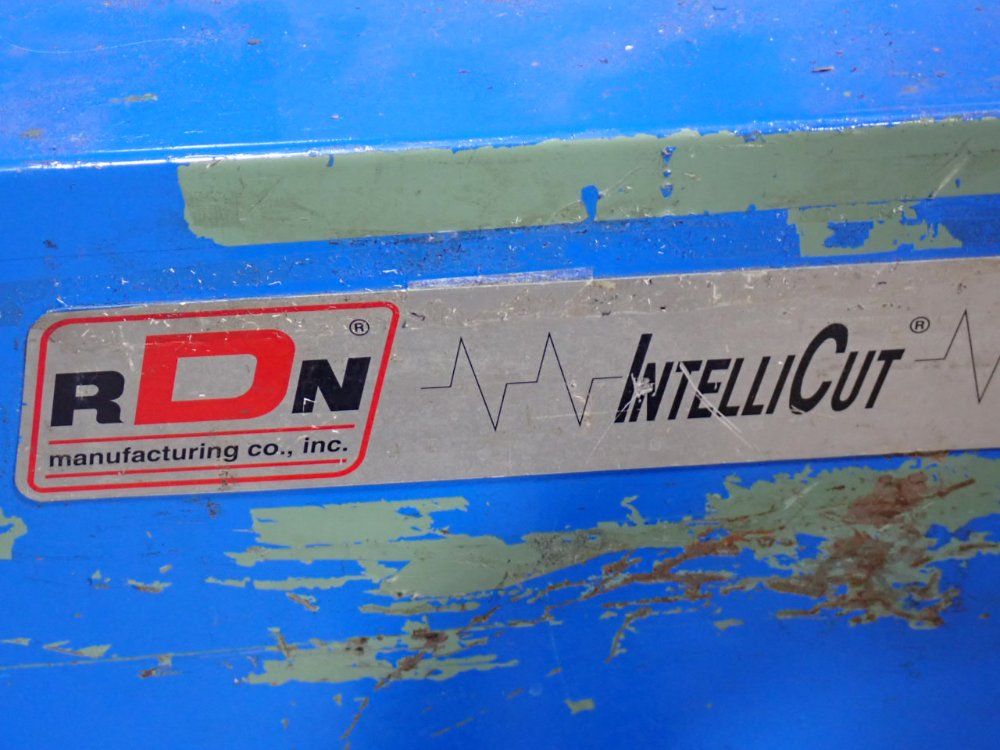 RDN®
manufacturing co., inc.
INTELLICUT®